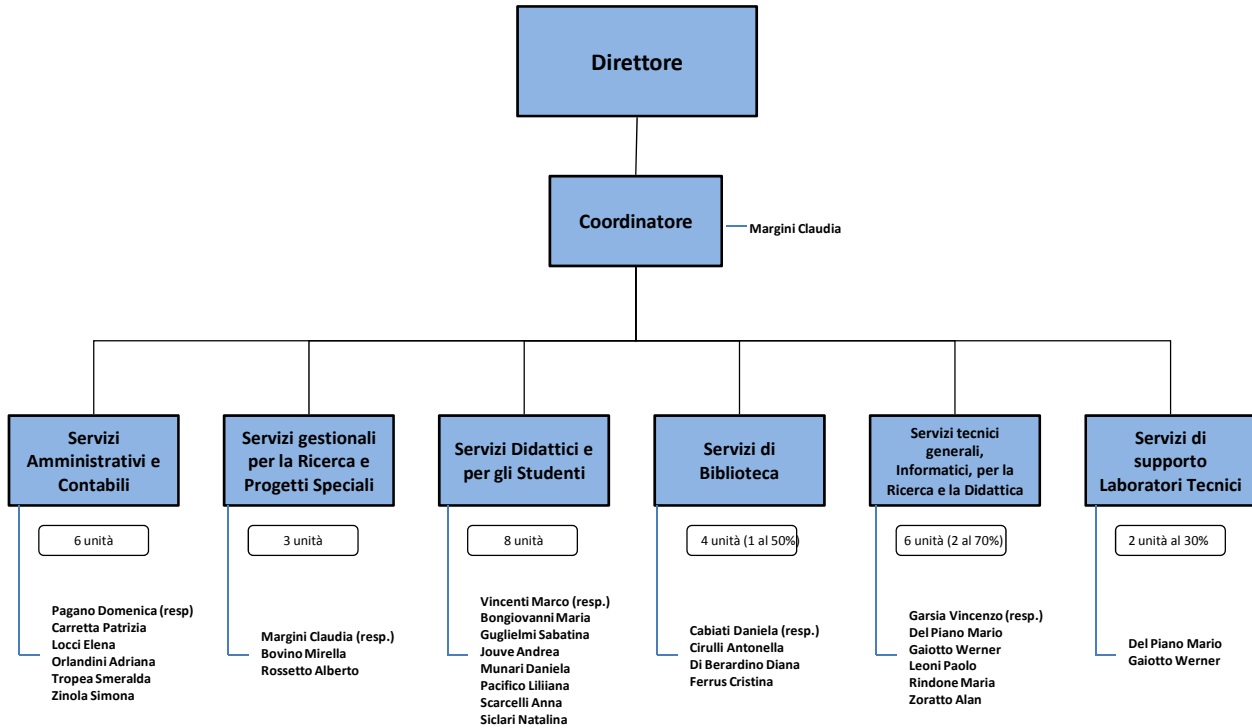 Direttore
Coordinatore
Margini Claudia
Servizi
Amministrativi e
Contabili
6 unità
Pagano Domenica (resp)
Carretta Patrizia
Locci Elena
Orlandini Adriana
Tropea Smeralda
Zinola Simona
Servizi gestionali
per la Ricerca e
Progetti Speciali
3 unità
Margini Claudia (resp.)
Bovino Mirella
Rossetto Alberto
Servizi Didattici e
per gli Studenti
8 unità
Vincenti Marco (resp.)
Bongiovanni Maria
Guglielmi Sabatina
Jouve Andrea
Munari Daniela
Pacifico Liliiana
Scarcelli Anna
Siclari Natalina
Servizi di
Biblioteca
4 unità (1 al 50%)
Cabiati Daniela (resp.)
Cirulli Antonella
Di Berardino Diana
Ferrus Cristina
Servizi tecnici
generali,
Informatici, per la
Ricerca e la Didattica
6 unità (2 al 70%)
Garsia Vincenzo (resp.)
Del Piano Mario
Gaiotto Werner
Leoni Paolo
Rindone Maria
Zoratto Alan
Servizi di
supporto
Laboratori Tecnici
2 unità al 30%
Del Piano Mario
Gaiotto Werner